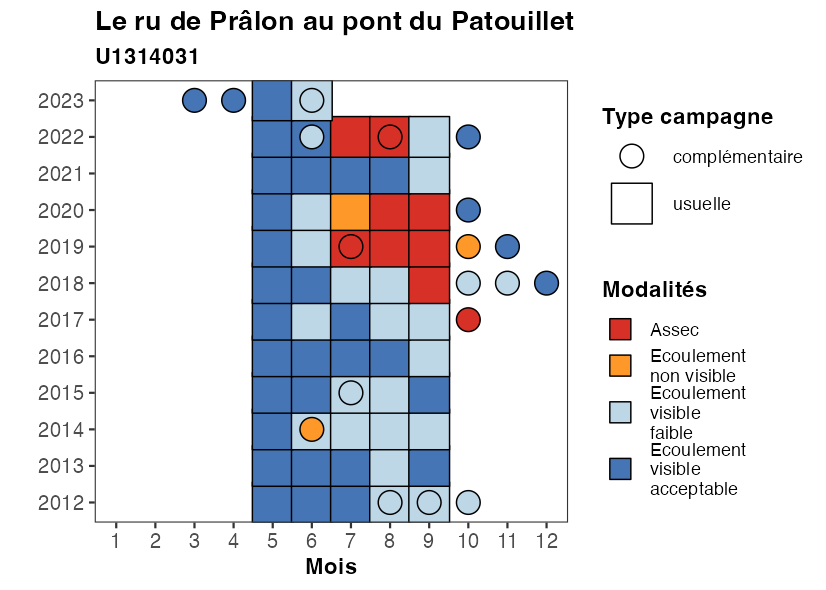 Le ru de Prâlon au pont du Patouillet
U1314031
2023
2022
2021
2020
2019
2018
2017
2016
2015
2014
2013
2012
1 2 3 4 5 6 7 8 9 10 11 12
Mois
Type campagne
complémentaire
usuelle
Modalités
Assec
Ecoulement
non visible
Ecoulement
visible
faible
Ecoulement
visible
acceptable